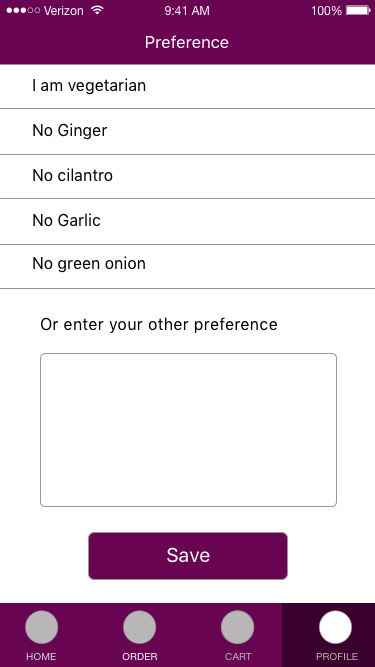 Verizon 9:41 AM 100%
Preference
I am vegetarian
No Ginger
No cilantro
No Garlic
No green onion
Or enter your other preference
Save
HOME ORDER CART PROFILE